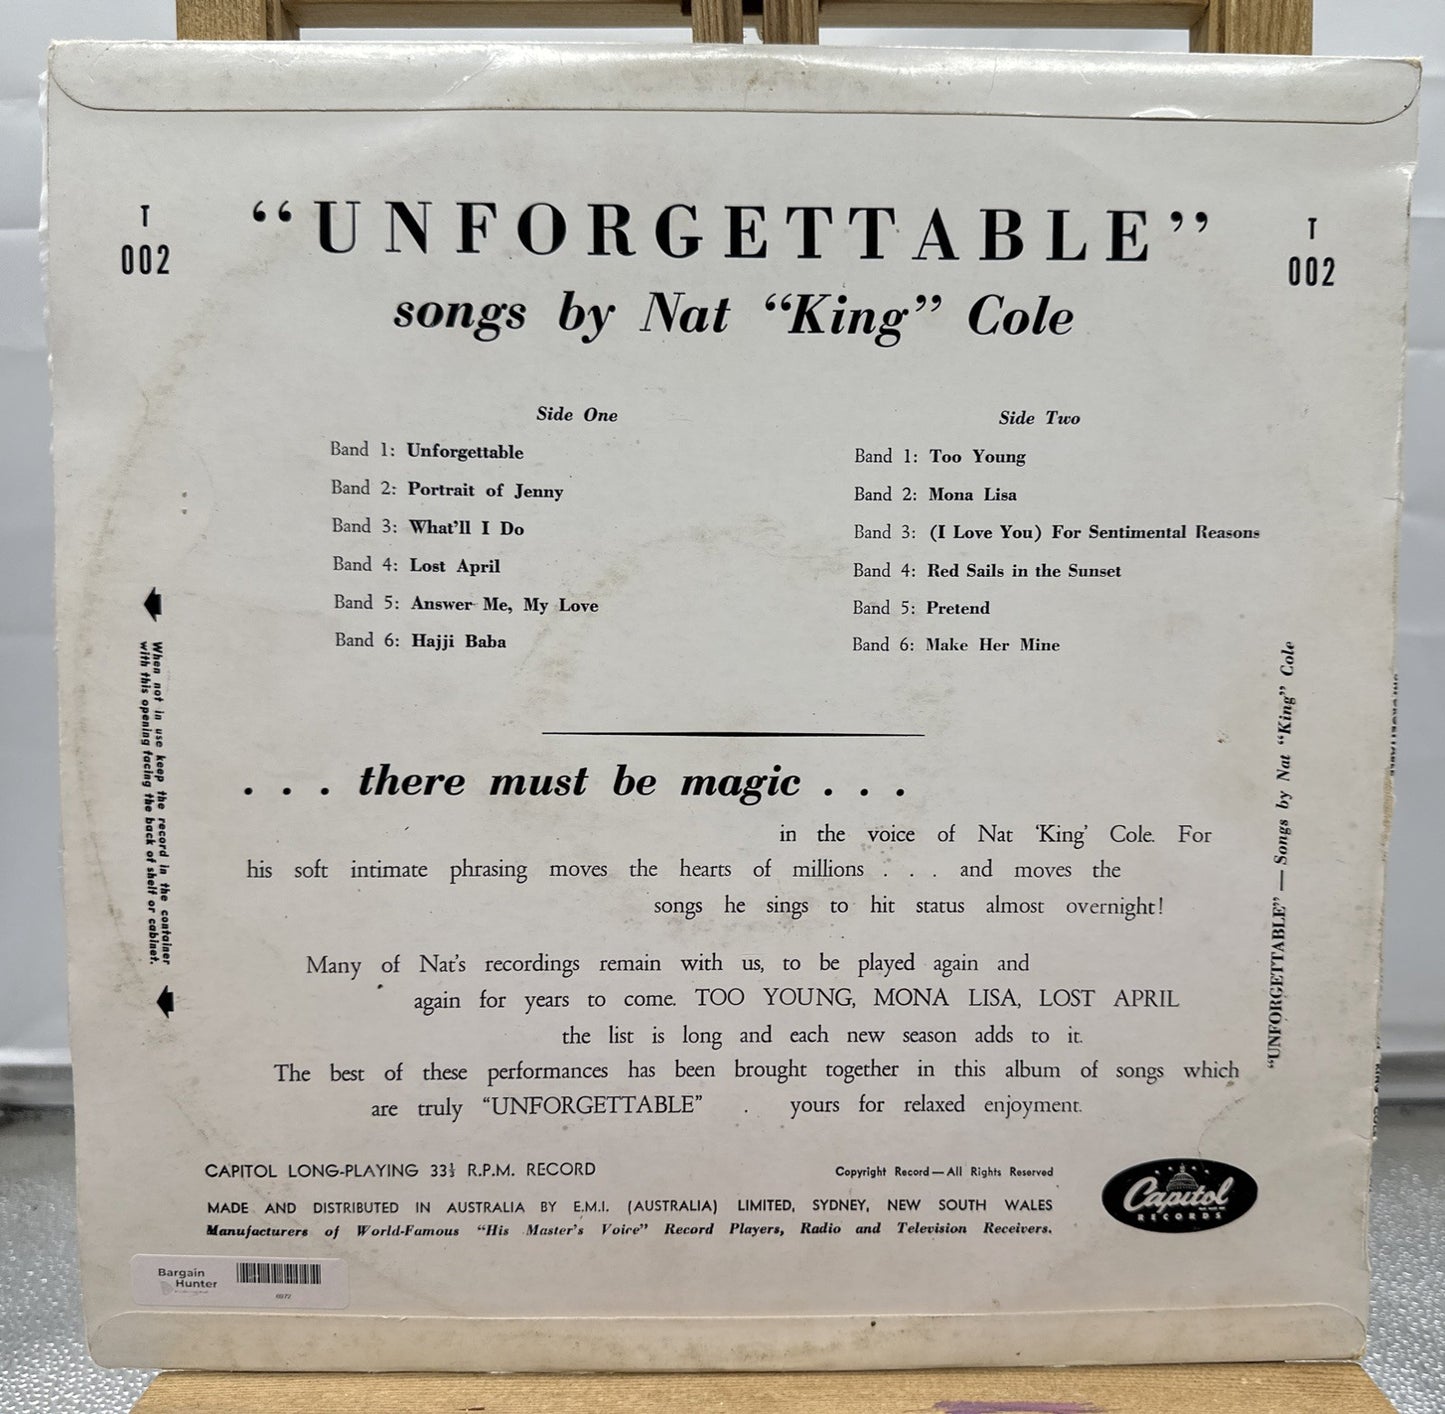 T
002
"UNFORGETTABLE"
songs by Nat "King" Cole
T
002
Side One
Band 1: Unforgettable
Band 2: Portrait of Jenny
Band 3: What'll I Do
Band 4: Lost April
Band 5: Answer Me, My Love
Band 6: Hajji Baba
Side Two
Band 1: Too Young
Band 2: Mona Lisa
Band 3: (I Love You) For Sentimental Reasons
Band 4: Red Sails in the Sunset
Band 5: Pretend
Band 6: Make Her Mine
When not in use keep the record in the container
with this opening facing the back of shelf or cabinet.
. . . there must be magic . . .
in the voice of Nat 'King' Cole. For
his soft intimate phrasing moves the hearts of millions . . . and moves the
songs he sings to hit status almost overnight!
Many of Nat's recordings remain with us, to be played again and
again for years to come. TOO YOUNG, MONA LISA, LOST APRIL
the list is long and each new season adds to it.
The best of these performances has been brought together in this album of songs which
are truly "UNFORGETTABLE" . yours for relaxed enjoyment.
"UNFORGETTABLE" — Songs by Nat "King" Cole
CAPITOL LONG-PLAYING 33⅓ R.P.M. RECORD
Copyright Record — All Rights Reserved
MADE AND DISTRIBUTED IN AUSTRALIA BY E.M.I. (AUSTRALIA) LIMITED, SYDNEY, NEW SOUTH WALES
Manufacturers of World-Famous "His Master's Voice" Record Players, Radio and Television Receivers.
Capitol
RECORDS
Bargain
Hunter